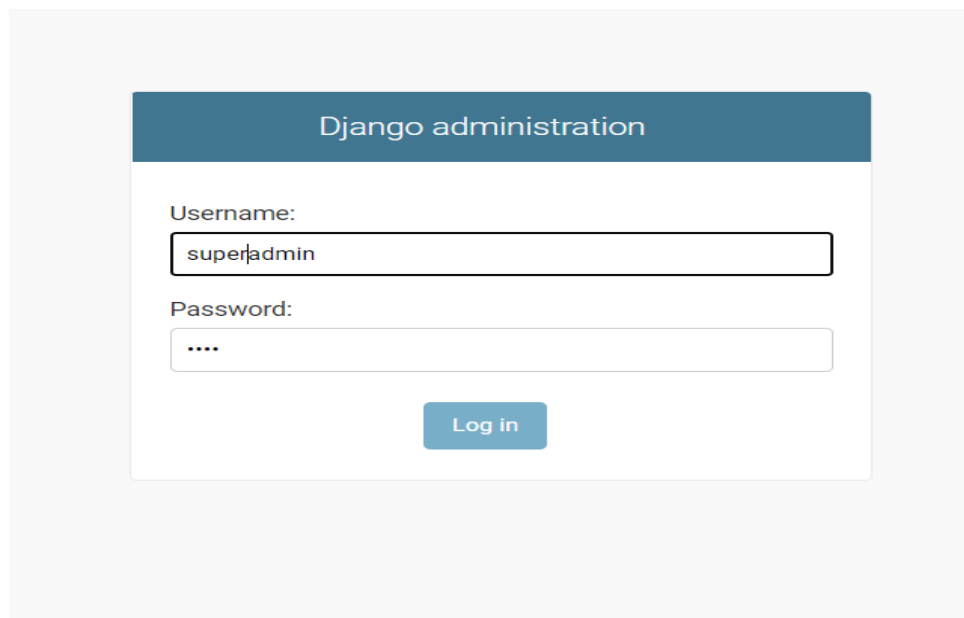 Django administration
Username:
superadmin
Password:
••••
Log in